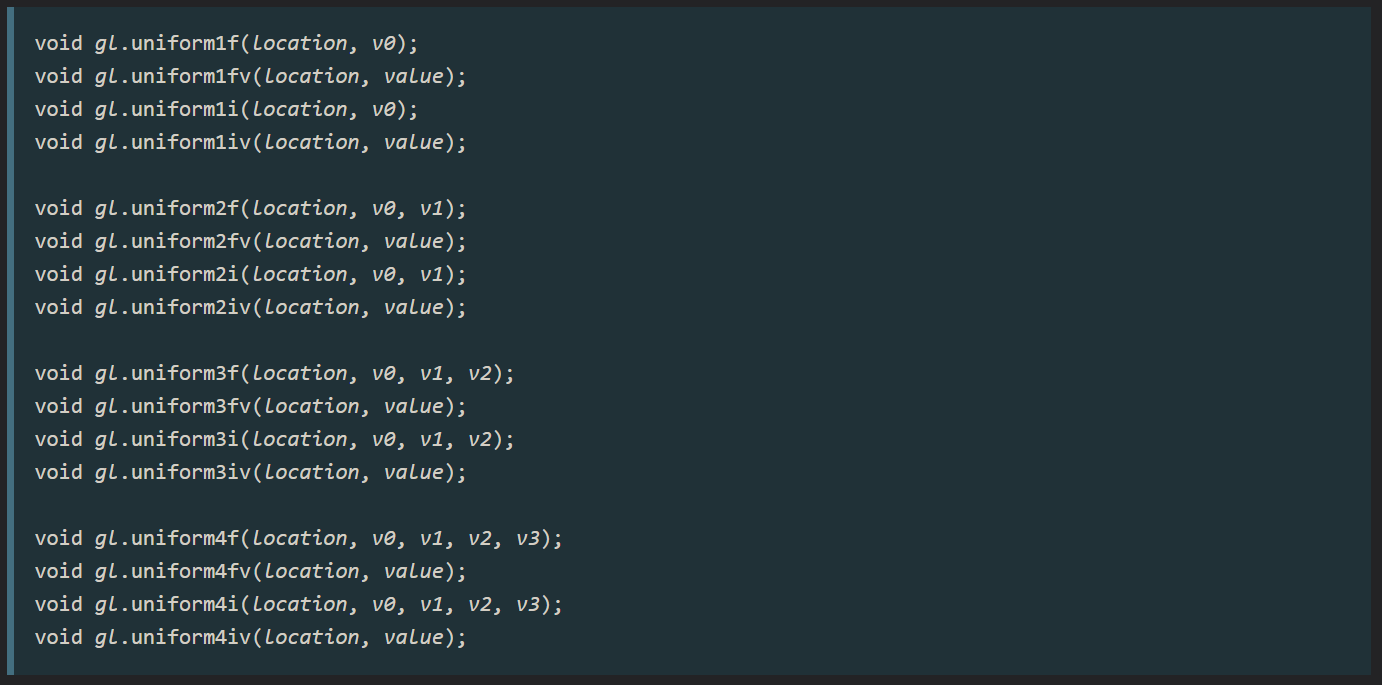 void gl.uniform1f(location, v0);
void gl.uniform1fv(location, value);
void gl.uniform1i(location, v0);
void gl.uniform1iv(location, value);
void gl.uniform2f(location, v0, v1);
void gl.uniform2fv(location, value);
void gl.uniform2i(location, v0, v1);
void gl.uniform2iv(location, value);
void gl.uniform3f(location, v0, v1, v2);
void gl.uniform3fv(location, value);
void gl.uniform3i(location, v0, v1, v2);
void gl.uniform3iv(location, value);
void gl.uniform4f(location, v0, v1, v2, v3);
void gl.uniform4fv(location, value);
void gl.uniform4i(location, v0, v1, v2, v3);
void gl.uniform4iv(location, value);